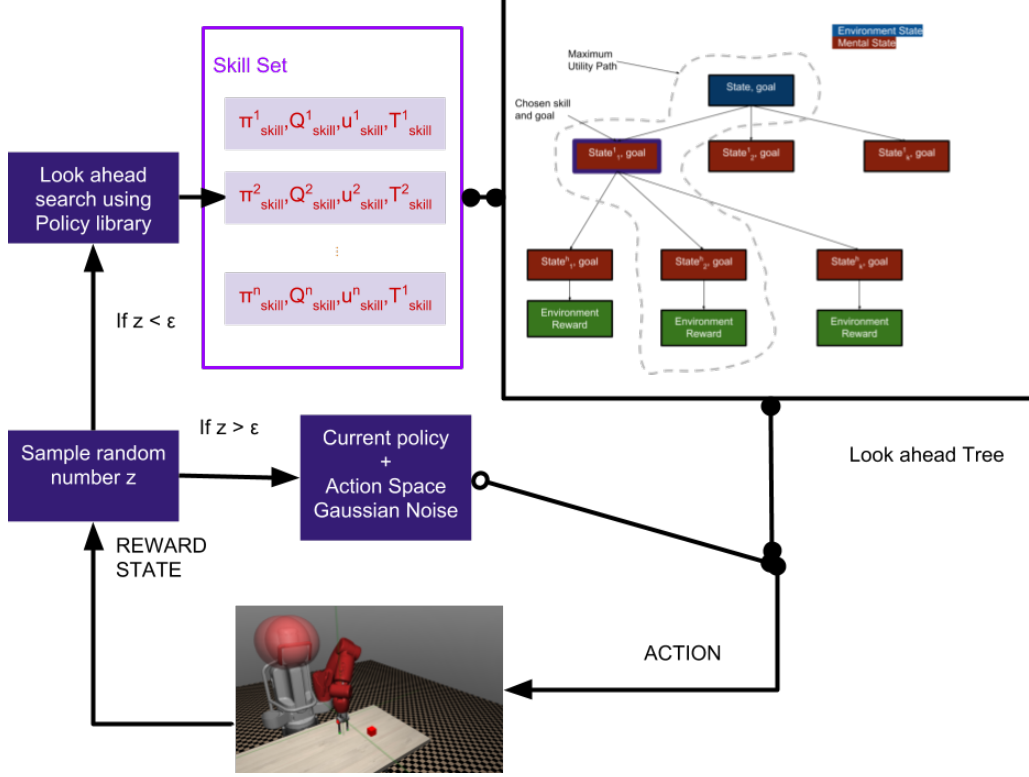 Skill Set
π¹skill,Q¹skill,u¹skill,T¹skill
π²skill,Q²skill,u²skill,T²skill
⋮
πⁿskill,Qⁿskill,uⁿskill,T¹skill
Look ahead
search using
Policy library
If z < ε
If z > ε
Sample random
number z
Current policy
+
Action Space
Gaussian Noise
REWARD
STATE
ACTION
Look ahead Tree
Environment State
Mental State
Maximum
Utility Path
Chosen skill
and goal
State, goal
State¹₁, goal
State¹₂, goal
State¹ₖ, goal
Stateʰ₁, goal
Stateʰ₂, goal
Stateʰₖ, goal
Environment
Reward
Environment
Reward
Environment
Reward